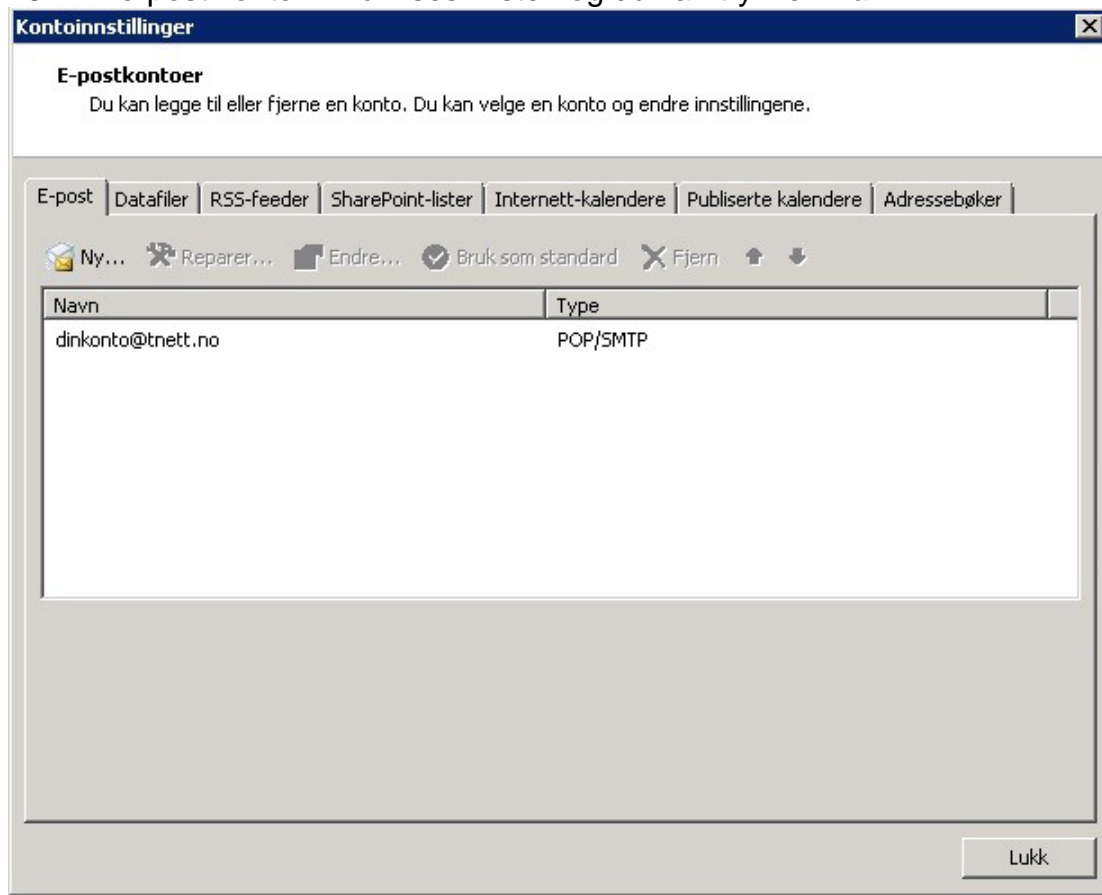 Kontoinnstillinger
E-postkontoer
Du kan legge til eller fjerne en konto. Du kan velge en konto og endre innstillingene.
E-post Datafiler RSS-feeder SharePoint-lister Internett-kalendere Publiserte kalendere Adressebøker
Ny... Reparer... Endre... Bruk som standard Fjern
Navn Type
dinkonto@tnett.no POP/SMTP
Lukk